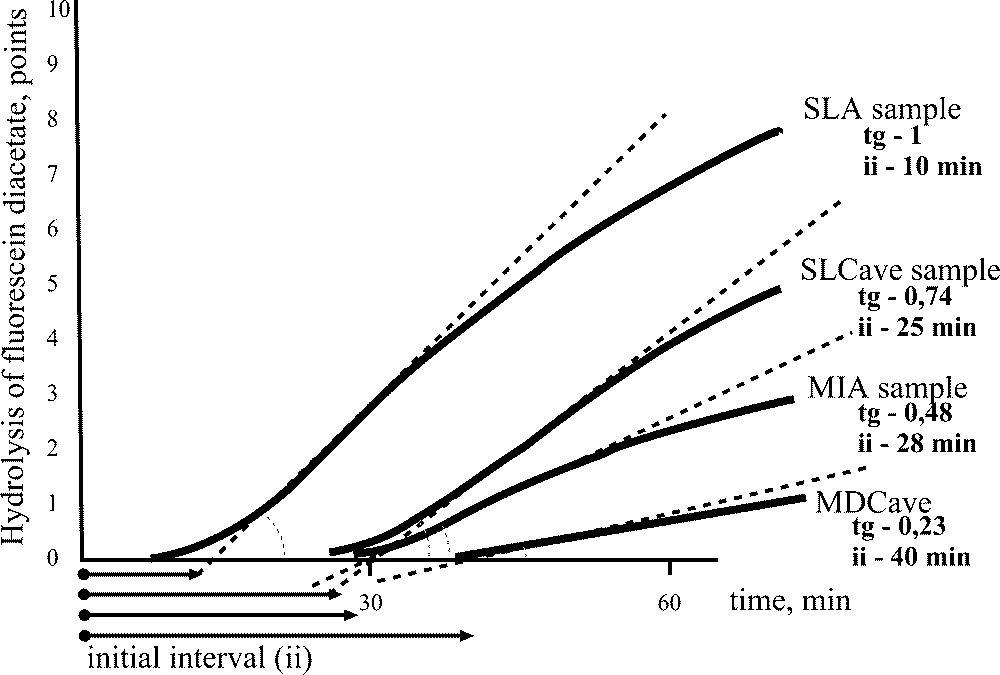 Hydrolysis of fluorescein diacetate, points
10
9
8
7
6
5
4
3
2
1
0
SLA sample
tg - 1
ii - 10 min
SLCave sample
tg - 0,74
ii - 25 min
MIA sample
tg - 0,48
ii - 28 min
MDCave
tg - 0,23
ii - 40 min
30
60
time, min
initial interval (ii)